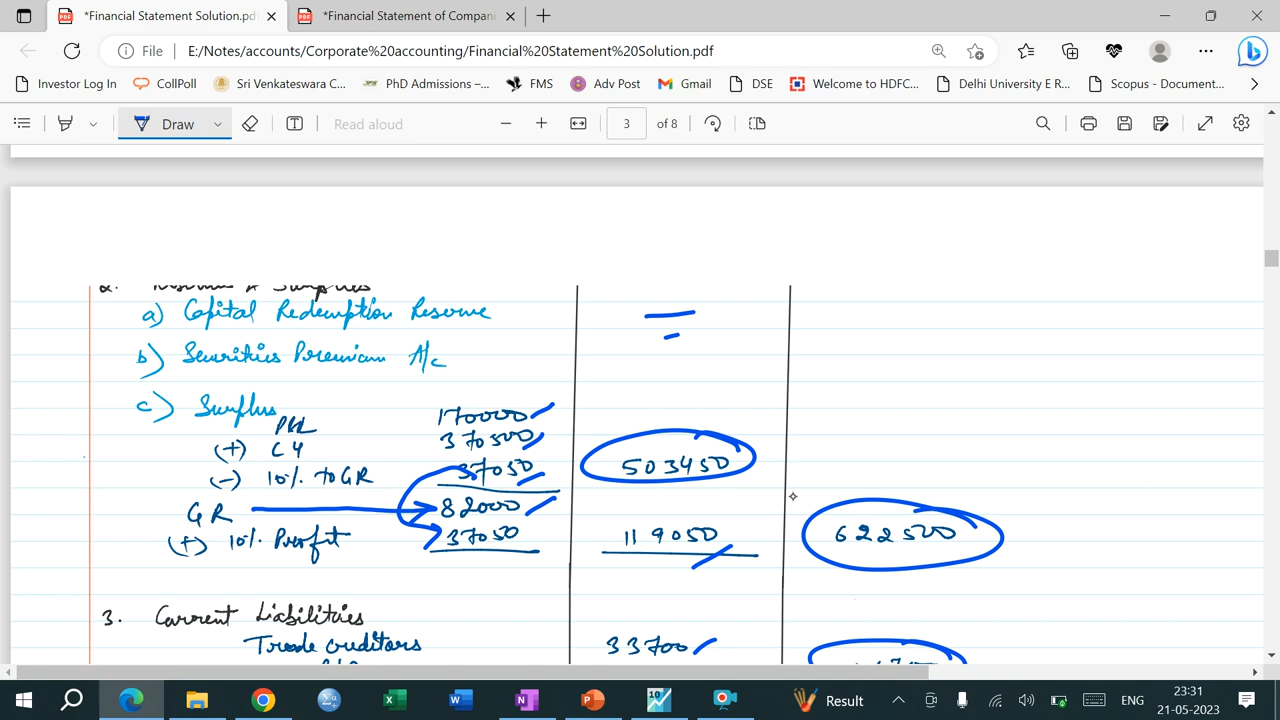 *Financial Statement Solution.pdf
*Financial Statement of Compani
File E:/Notes/accounts/Corporate%20accounting/Financial%20Statement%20Solution.pdf
Investor Log In CollPoll Sri Venkateswara C... PhD Admissions –... FMS Adv Post Gmail DSE Welcome to HDFC... Delhi University E R... Scopus - Document...
Draw Read aloud 3 of 8
2.
a) Capital Redemption Reserve
b) Securities Premium A/c
c) Surplus 170000
P&L
(+) CY 370500
(-) 10% to GR 37050 503450
GR 82000
(+) 10% Profit 37050 119050 622500
3. Current Liabilities
Trade creditors 33700
Result ENG 23:31
21-05-2023